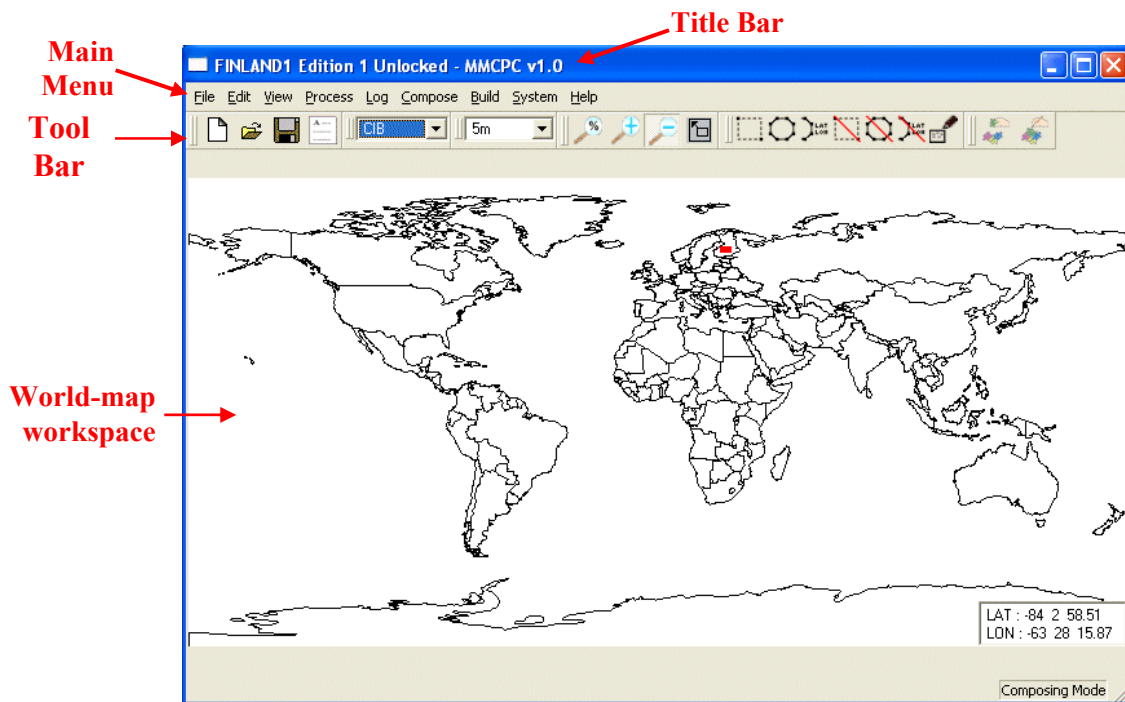 Title Bar
Main
Menu
Tool
Bar
World-map
workspace
FINLAND1 Edition 1 Unlocked - MMCPC v1.0
File Edit View Process Log Compose Build System Help
CIB 5m % LAT LON LAT LON
LAT : -84 2 58.51
LON : -63 28 15.87
Composing Mode